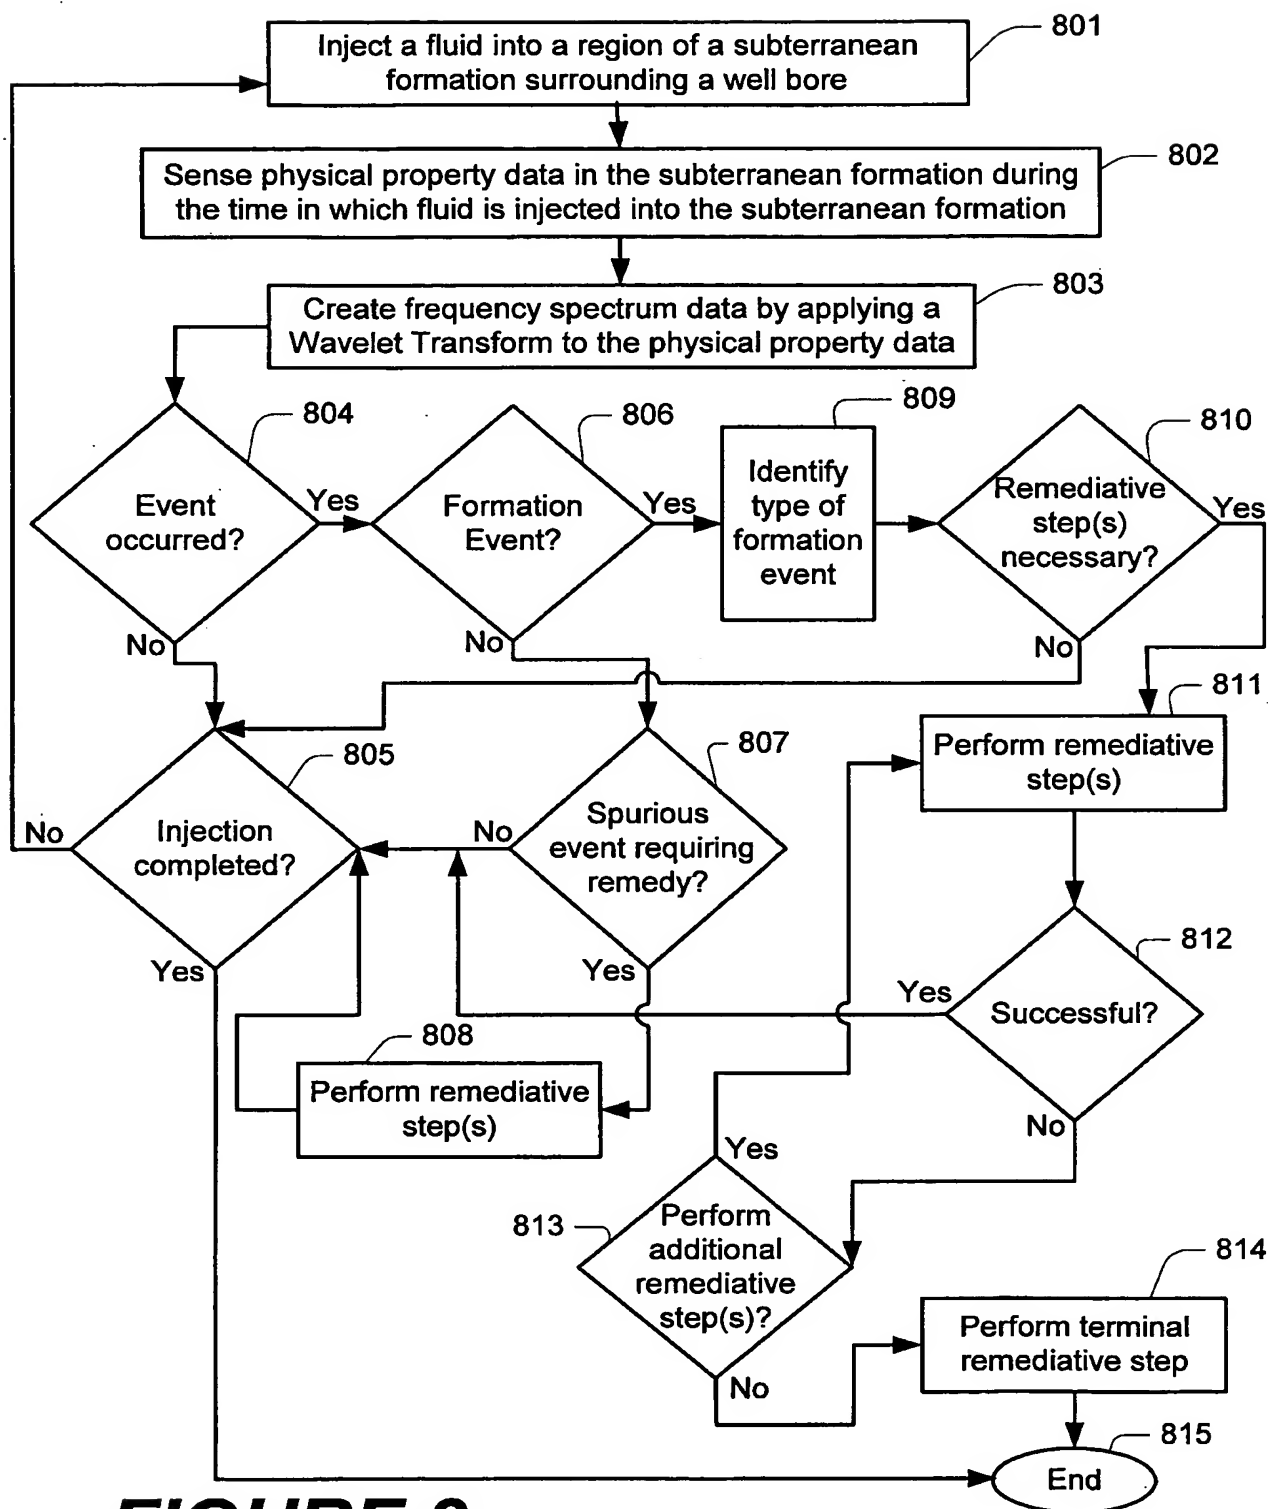 801
Inject a fluid into a region of a subterranean
formation surrounding a well bore
802
Sense physical property data in the subterranean formation during
the time in which fluid is injected into the subterranean formation
803
Create frequency spectrum data by applying a
Wavelet Transform to the physical property data
804
Event
occurred?
Yes
No
806
Formation
Event?
Yes
No
809
Identify
type of
formation
event
810
Remediative
step(s)
necessary?
Yes
No
805
Injection
completed?
No
Yes
807
Spurious
event requiring
remedy?
No
Yes
811
Perform remediative
step(s)
808
Perform remediative
step(s)
812
Successful?
Yes
No
813
Perform
additional
remediative
step(s)?
Yes
No
814
Perform terminal
remediative step
815
End